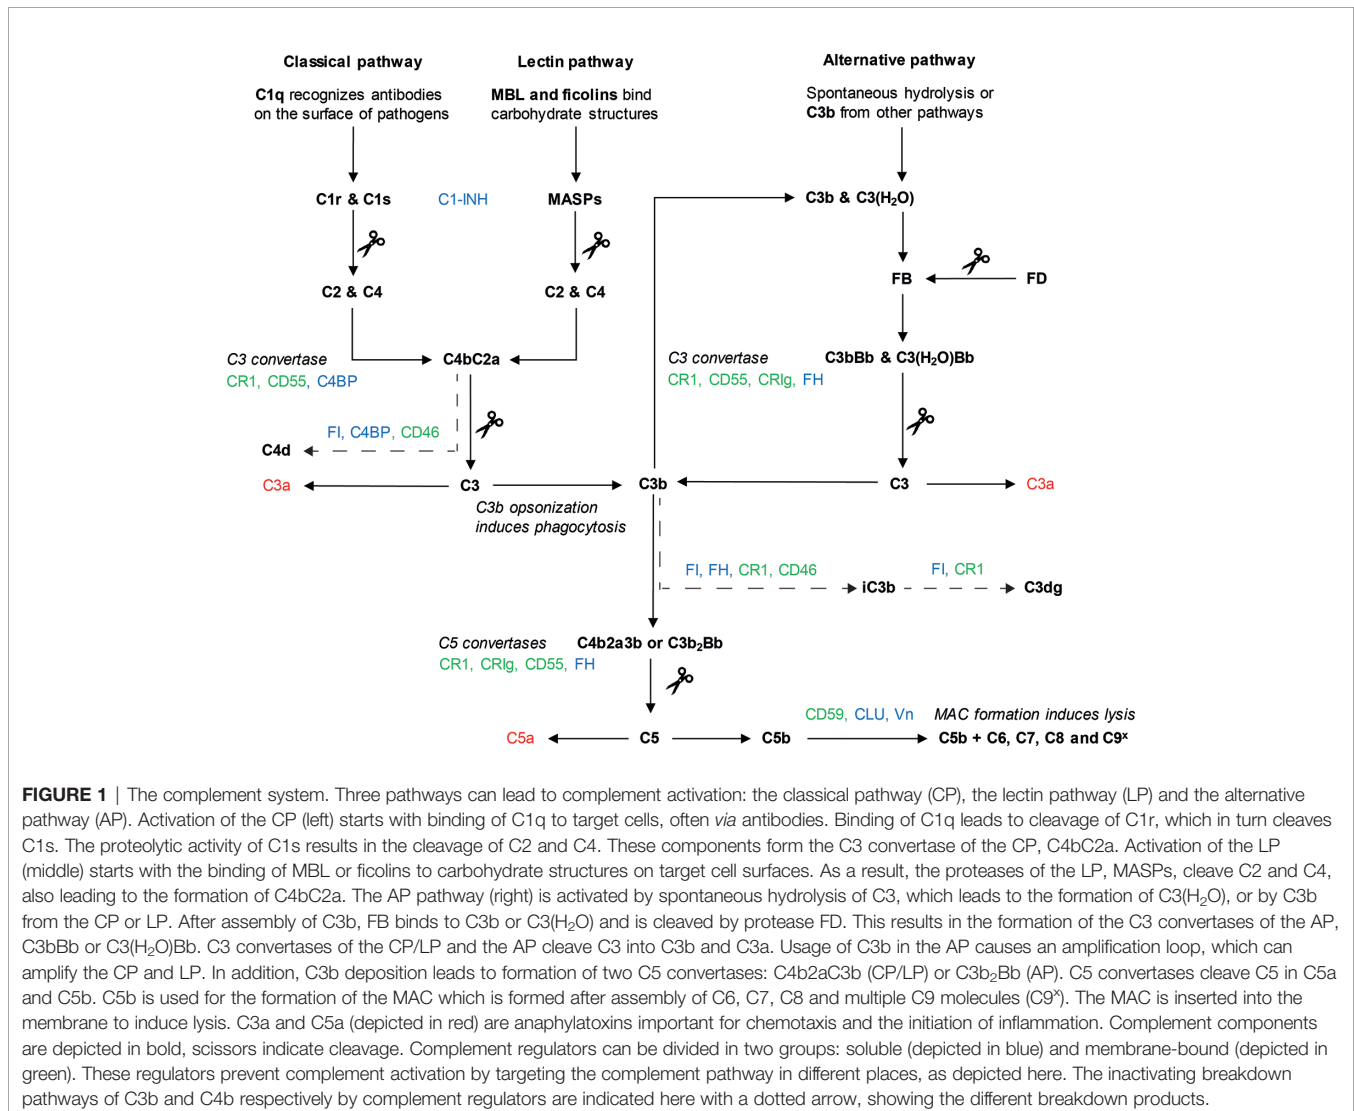 Classical pathway
Lectin pathway
Alternative pathway
C1q recognizes antibodies
on the surface of pathogens
MBL and ficolins bind
carbohydrate structures
Spontaneous hydrolysis or
C3b from other pathways
C1r & C1s
C1-INH
MASPs
C3b & C3(H₂O)
C2 & C4
C2 & C4
FB
FD
C3 convertase
CR1, CD55, C4BP
C4bC2a
C3 convertase
CR1, CD55, CRIg, FH
C3bBb & C3(H₂O)Bb
C4d
FI, C4BP, CD46
C3a
C3
C3b
C3
C3a
C3b opsonization
induces phagocytosis
FI, FH, CR1, CD46
iC3b
FI, CR1
C3dg
C5 convertases
CR1, CRIg, CD55, FH
C4b2a3b or C3b₂Bb
C5a
C5
C5b
CD59, CLU, Vn
MAC formation induces lysis
C5b + C6, C7, C8 and C9ˣ
FIGURE 1 | The complement system. Three pathways can lead to complement activation: the classical pathway (CP), the lectin pathway (LP) and the alternative
pathway (AP). Activation of the CP (left) starts with binding of C1q to target cells, often via antibodies. Binding of C1q leads to cleavage of C1r, which in turn cleaves
C1s. The proteolytic activity of C1s results in the cleavage of C2 and C4. These components form the C3 convertase of the CP, C4bC2a. Activation of the LP
(middle) starts with the binding of MBL or ficolins to carbohydrate structures on target cell surfaces. As a result, the proteases of the LP, MASPs, cleave C2 and C4,
also leading to the formation of C4bC2a. The AP pathway (right) is activated by spontaneous hydrolysis of C3, which leads to the formation of C3(H₂O), or by C3b
from the CP or LP. After assembly of C3b, FB binds to C3b or C3(H₂O) and is cleaved by protease FD. This results in the formation of the C3 convertases of the AP,
C3bBb or C3(H₂O)Bb. C3 convertases of the CP/LP and the AP cleave C3 into C3b and C3a. Usage of C3b in the AP causes an amplification loop, which can
amplify the CP and LP. In addition, C3b deposition leads to formation of two C5 convertases: C4b2aC3b (CP/LP) or C3b₂Bb (AP). C5 convertases cleave C5 in C5a
and C5b. C5b is used for the formation of the MAC which is formed after assembly of C6, C7, C8 and multiple C9 molecules (C9ˣ). The MAC is inserted into the
membrane to induce lysis. C3a and C5a (depicted in red) are anaphylatoxins important for chemotaxis and the initiation of inflammation. Complement components
are depicted in bold, scissors indicate cleavage. Complement regulators can be divided in two groups: soluble (depicted in blue) and membrane-bound (depicted in
green). These regulators prevent complement activation by targeting the complement pathway in different places, as depicted here. The inactivating breakdown
pathways of C3b and C4b respectively by complement regulators are indicated here with a dotted arrow, showing the different breakdown products.